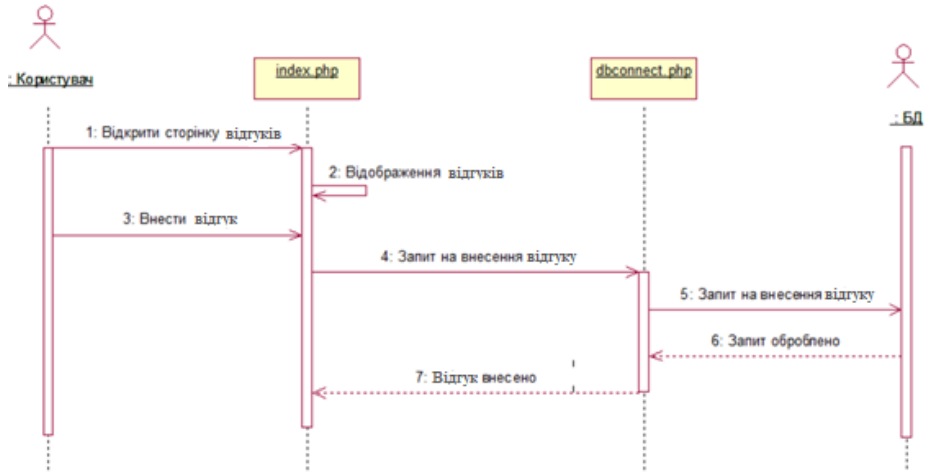 : Користувач
index.php
dbconnect.php
: БД
1: Відкрити сторінку відгуків
2: Відображення відгуків
3: Внести відгук
4: Запит на внесення відгуку
5: Запит на внесення відгуку
6: Запит оброблено
7: Відгук внесено